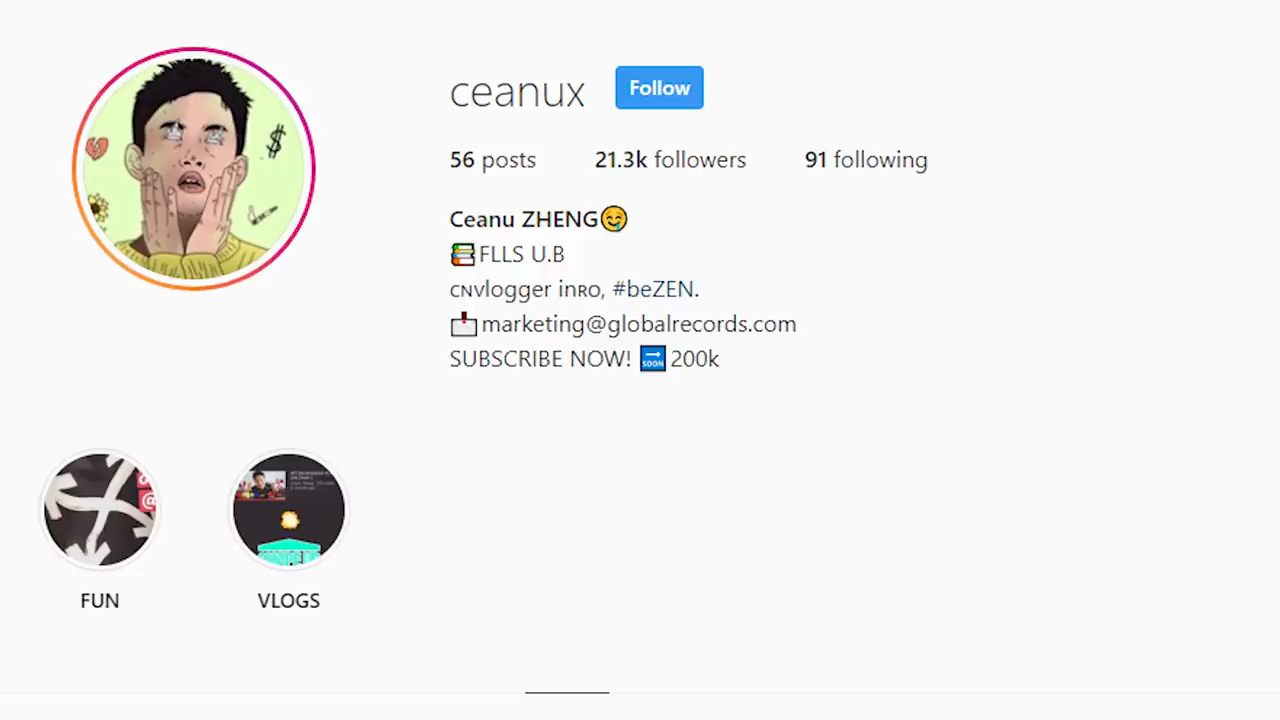 ceanux Follow
56 posts 21.3k followers 91 following
Ceanu ZHENG🤤
📚FLLS U.B
ᴄɴvlogger inʀᴏ, #beZEN.
📩marketing@globalrecords.com
SUBSCRIBE NOW! 🔜200k
FUN VLOGS